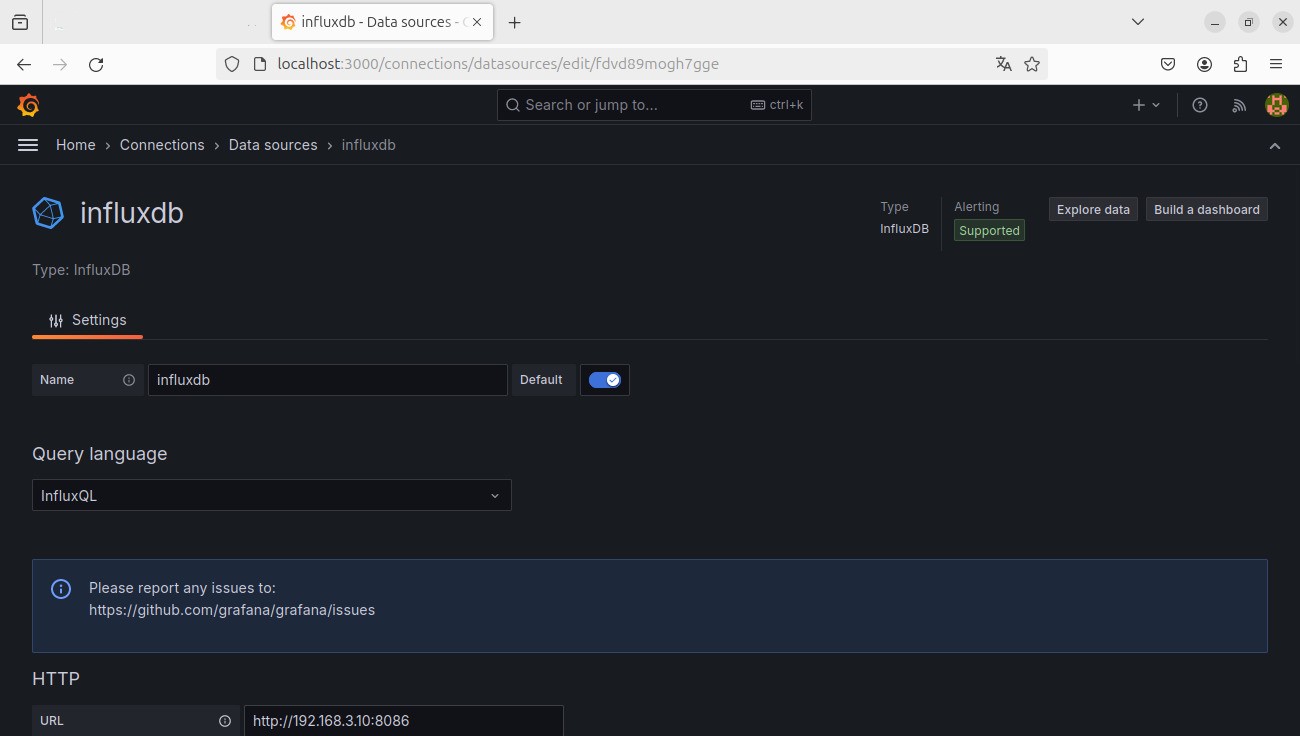 influxdb - Data sources -
localhost:3000/connections/datasources/edit/fdvd89mogh7gge
Search or jump to...
ctrl+k
Home › Connections › Data sources › influxdb
influxdb
Type
InfluxDB
Alerting
Supported
Explore data
Build a dashboard
Type: InfluxDB
Settings
Name
influxdb
Default
Query language
InfluxQL
Please report any issues to:
https://github.com/grafana/grafana/issues
HTTP
URL
http://192.168.3.10:8086